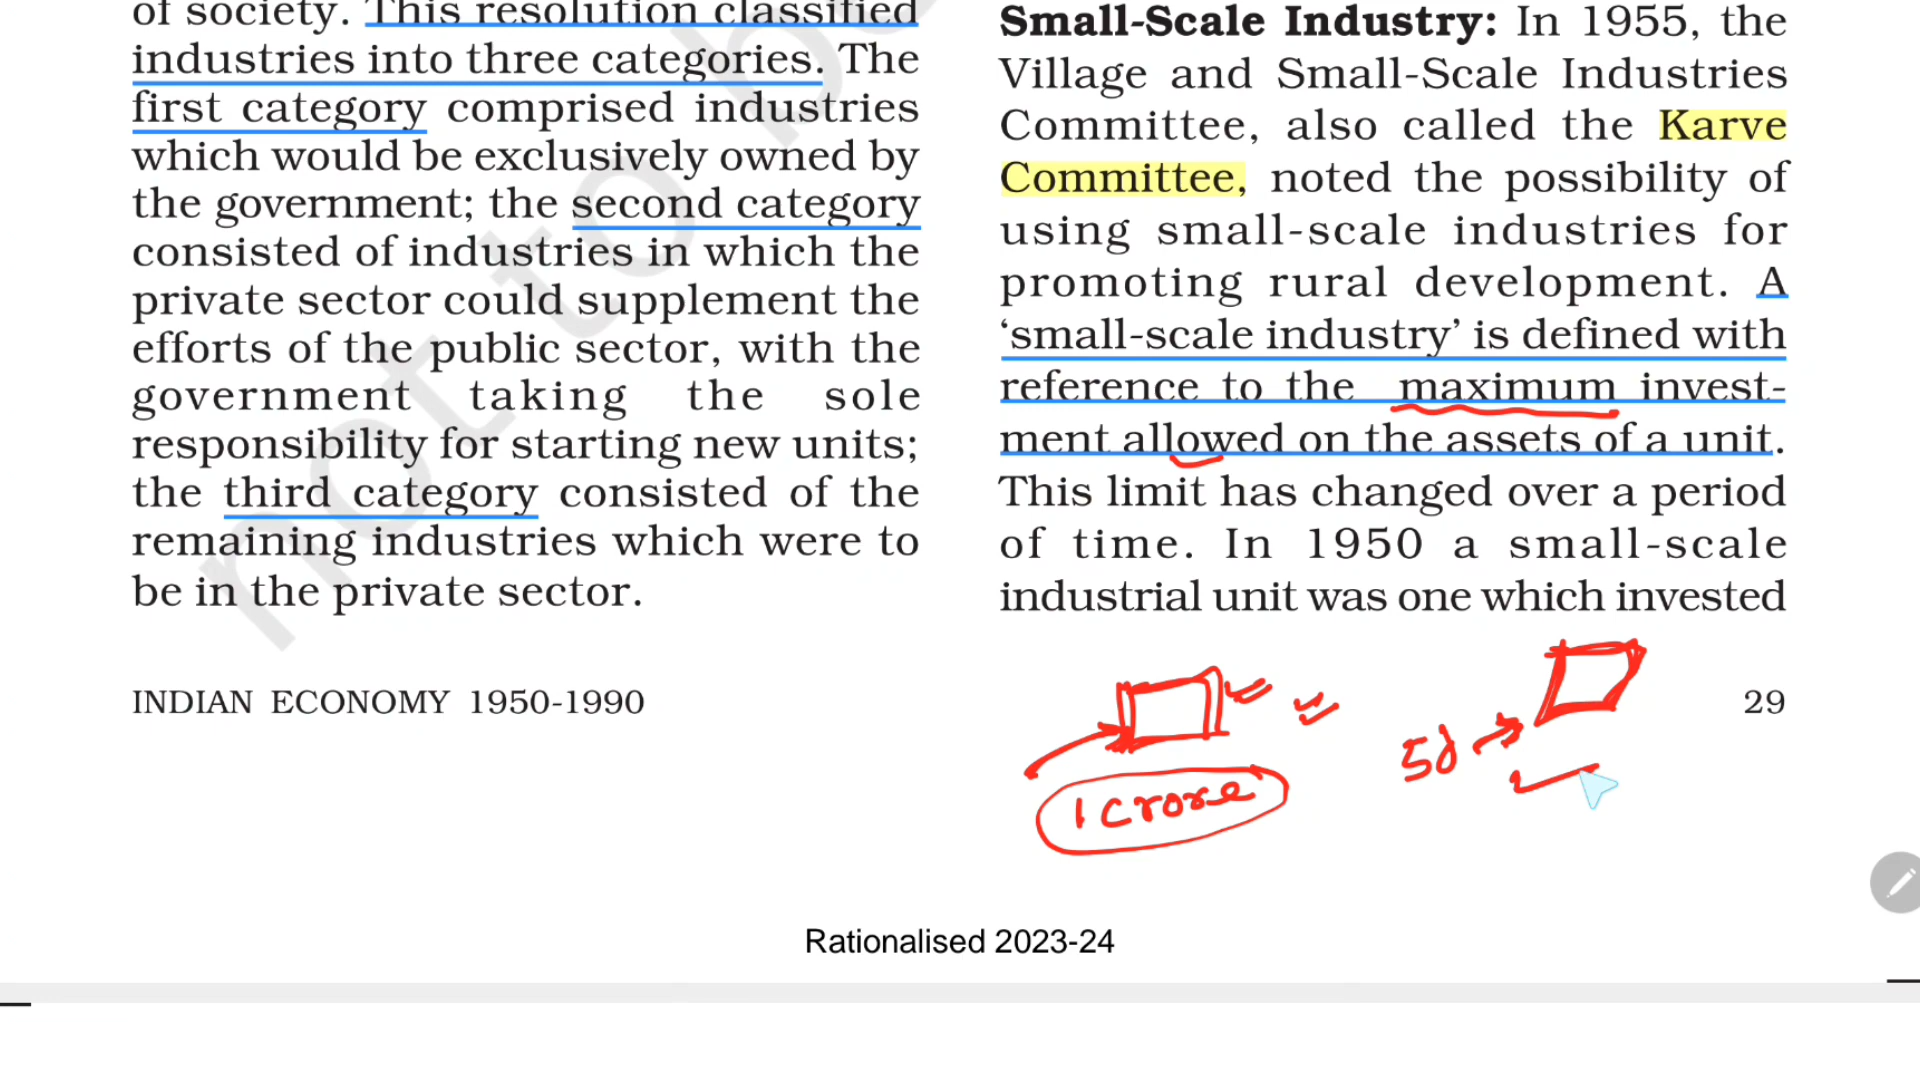 of society. This resolution classified
industries into three categories. The
first category comprised industries
which would be exclusively owned by
the government; the second category
consisted of industries in which the
private sector could supplement the
efforts of the public sector, with the
government taking the sole
responsibility for starting new units;
the third category consisted of the
remaining industries which were to
be in the private sector.
Small-Scale Industry: In 1955, the
Village and Small-Scale Industries
Committee, also called the Karve
Committee, noted the possibility of
using small-scale industries for
promoting rural development. A
‘small-scale industry’ is defined with
reference to the maximum invest-
ment allowed on the assets of a unit.
This limit has changed over a period
of time. In 1950 a small-scale
industrial unit was one which invested
1 Crore
INDIAN ECONOMY 1950-1990
29
Rationalised 2023-24
not to be